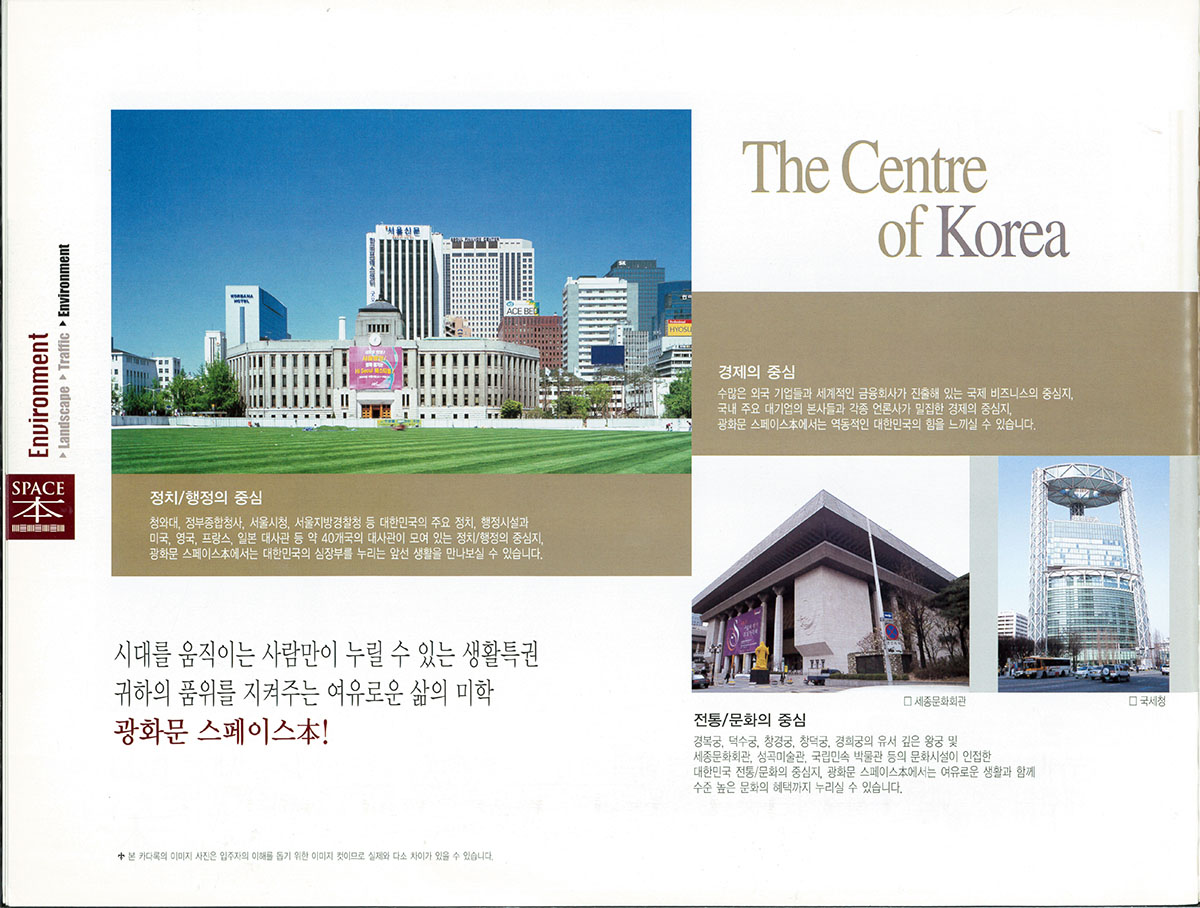 Environment
▶ Landscape ▶ Traffic ▶ Environment
SPACE
本
The Centre
of Korea
서울신문
KOREANA
HOTEL
SK
ACE BED
HYOSUNG
정치/행정의 중심
청와대, 정부종합청사, 서울시청, 서울지방경찰청 등 대한민국의 주요 정치, 행정시설과
미국, 영국, 프랑스, 일본 대사관 등 약 40개국의 대사관이 모여 있는 정치/행정의 중심지,
광화문 스페이스本에서는 대한민국의 심장부를 누리는 앞선 생활을 만나보실 수 있습니다.
경제의 중심
수많은 외국 기업들과 세계적인 금융회사가 진출해 있는 국제 비즈니스의 중심지,
국내 주요 대기업의 본사들과 각종 언론사가 밀집한 경제의 중심지,
광화문 스페이스本에서는 역동적인 대한민국의 힘을 느끼실 수 있습니다.
□ 세종문화회관
□ 국세청
전통/문화의 중심
경복궁, 덕수궁, 창경궁, 창덕궁, 경희궁의 유서 깊은 왕궁 및
세종문화회관, 성곡미술관, 국립민속 박물관 등의 문화시설이 인접한
대한민국 전통/문화의 중심지, 광화문 스페이스本에서는 여유로운 생활과 함께
수준 높은 문화의 혜택까지 누리실 수 있습니다.
시대를 움직이는 사람만이 누릴 수 있는 생활특권
귀하의 품위를 지켜주는 여유로운 삶의 미학
광화문 스페이스本!
본 카다록의 이미지 사진은 입주자의 이해를 돕기 위한 이미지 컷이므로 실제와 다소 차이가 있을 수 있습니다.